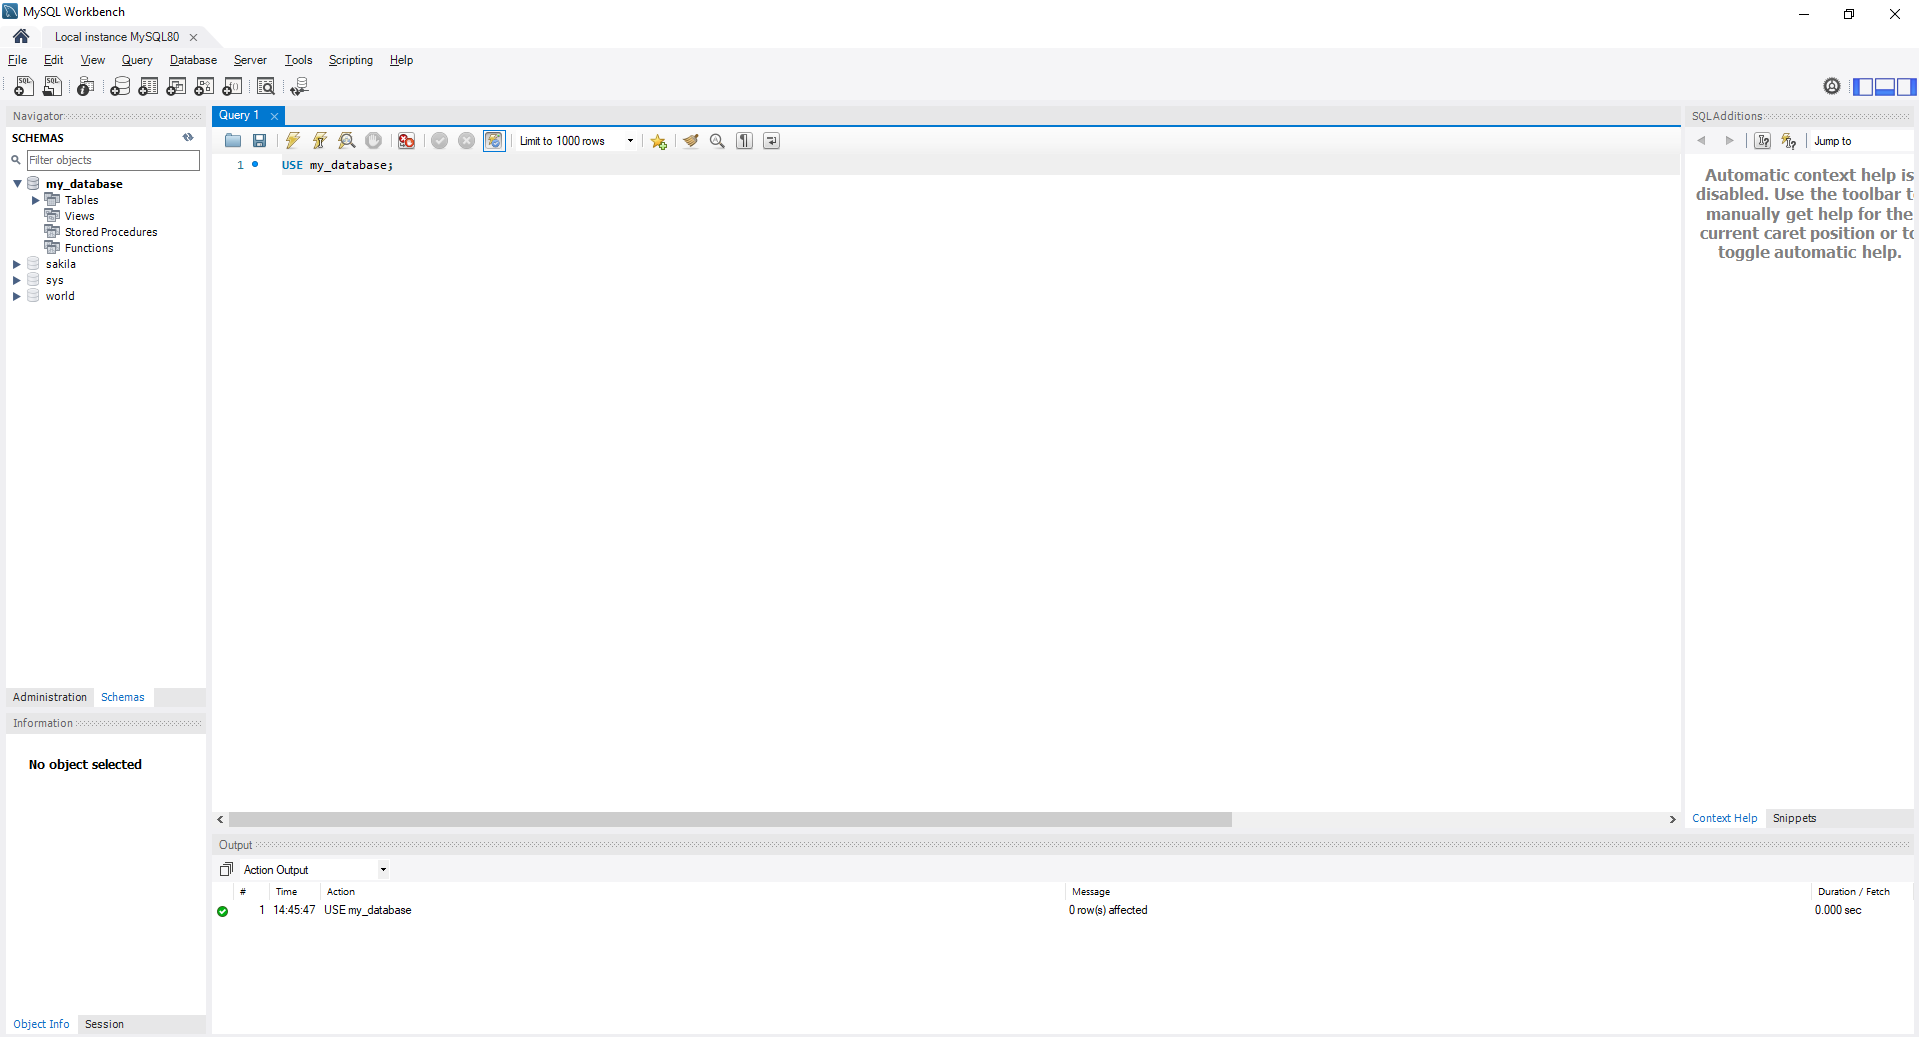 MySQL Workbench
Local instance MySQL80
File Edit View Query Database Server Tools Scripting Help
Navigator
SCHEMAS
Filter objects
my_database
Tables
Views
Stored Procedures
Functions
sakila
sys
world
Administration Schemas
Information
No object selected
Object Info Session
Query 1
Limit to 1000 rows
1 USE my_database;
SQLAdditions
Jump to
Automatic context help is
disabled. Use the toolbar t
manually get help for the
current caret position or to
toggle automatic help.
Context Help Snippets
Output
Action Output
# Time Action Message Duration / Fetch
1 14:45:47 USE my_database 0 row(s) affected 0.000 sec